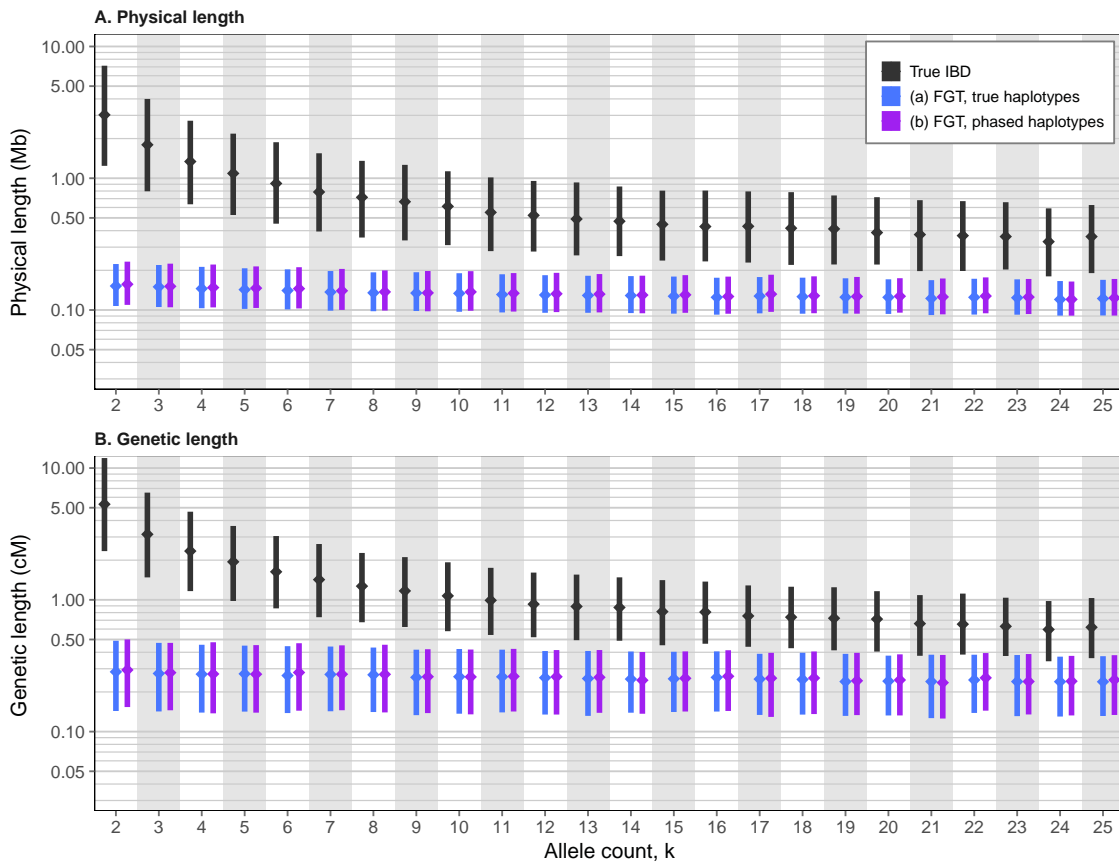 A. Physical length
10.00
5.00
1.00
0.50
0.10
0.05
Physical length (Mb)
True IBD
(a) FGT, true haplotypes
(b) FGT, phased haplotypes
2 3 4 5 6 7 8 9 10 11 12 13 14 15 16 17 18 19 20 21 22 23 24 25
B. Genetic length
10.00
5.00
1.00
0.50
0.10
0.05
Genetic length (cM)
2 3 4 5 6 7 8 9 10 11 12 13 14 15 16 17 18 19 20 21 22 23 24 25
Allele count, k